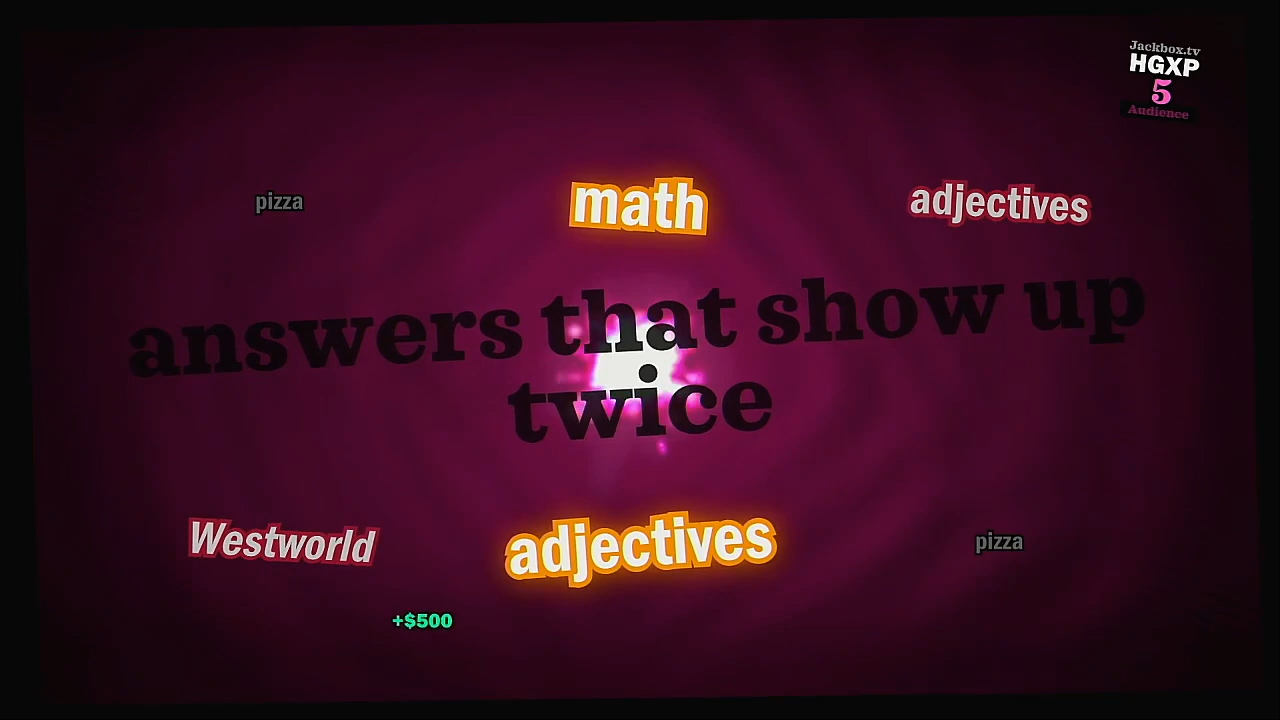 Jackbox.tv
HGXP
5
Audience
pizza
math
adjectives
answers that show up
twice
Westworld
adjectives
pizza
+$500